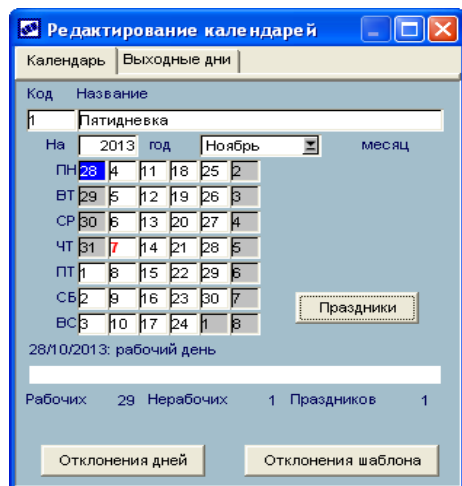 Редактирование календарей
Календарь Выходные дни
Код Название
1 Пятидневка
На 2013 год Ноябрь месяц
ПН 28 4 11 18 25 2
ВТ 29 5 12 19 26 3
СР 30 6 13 20 27 4
ЧТ 31 7 14 21 28 5
ПТ 1 8 15 22 29 6
СБ 2 9 16 23 30 7
ВС 3 10 17 24 1 8
Праздники
28/10/2013: рабочий день
Рабочих 29 Нерабочих 1 Праздников 1
Отклонения дней Отклонения шаблона